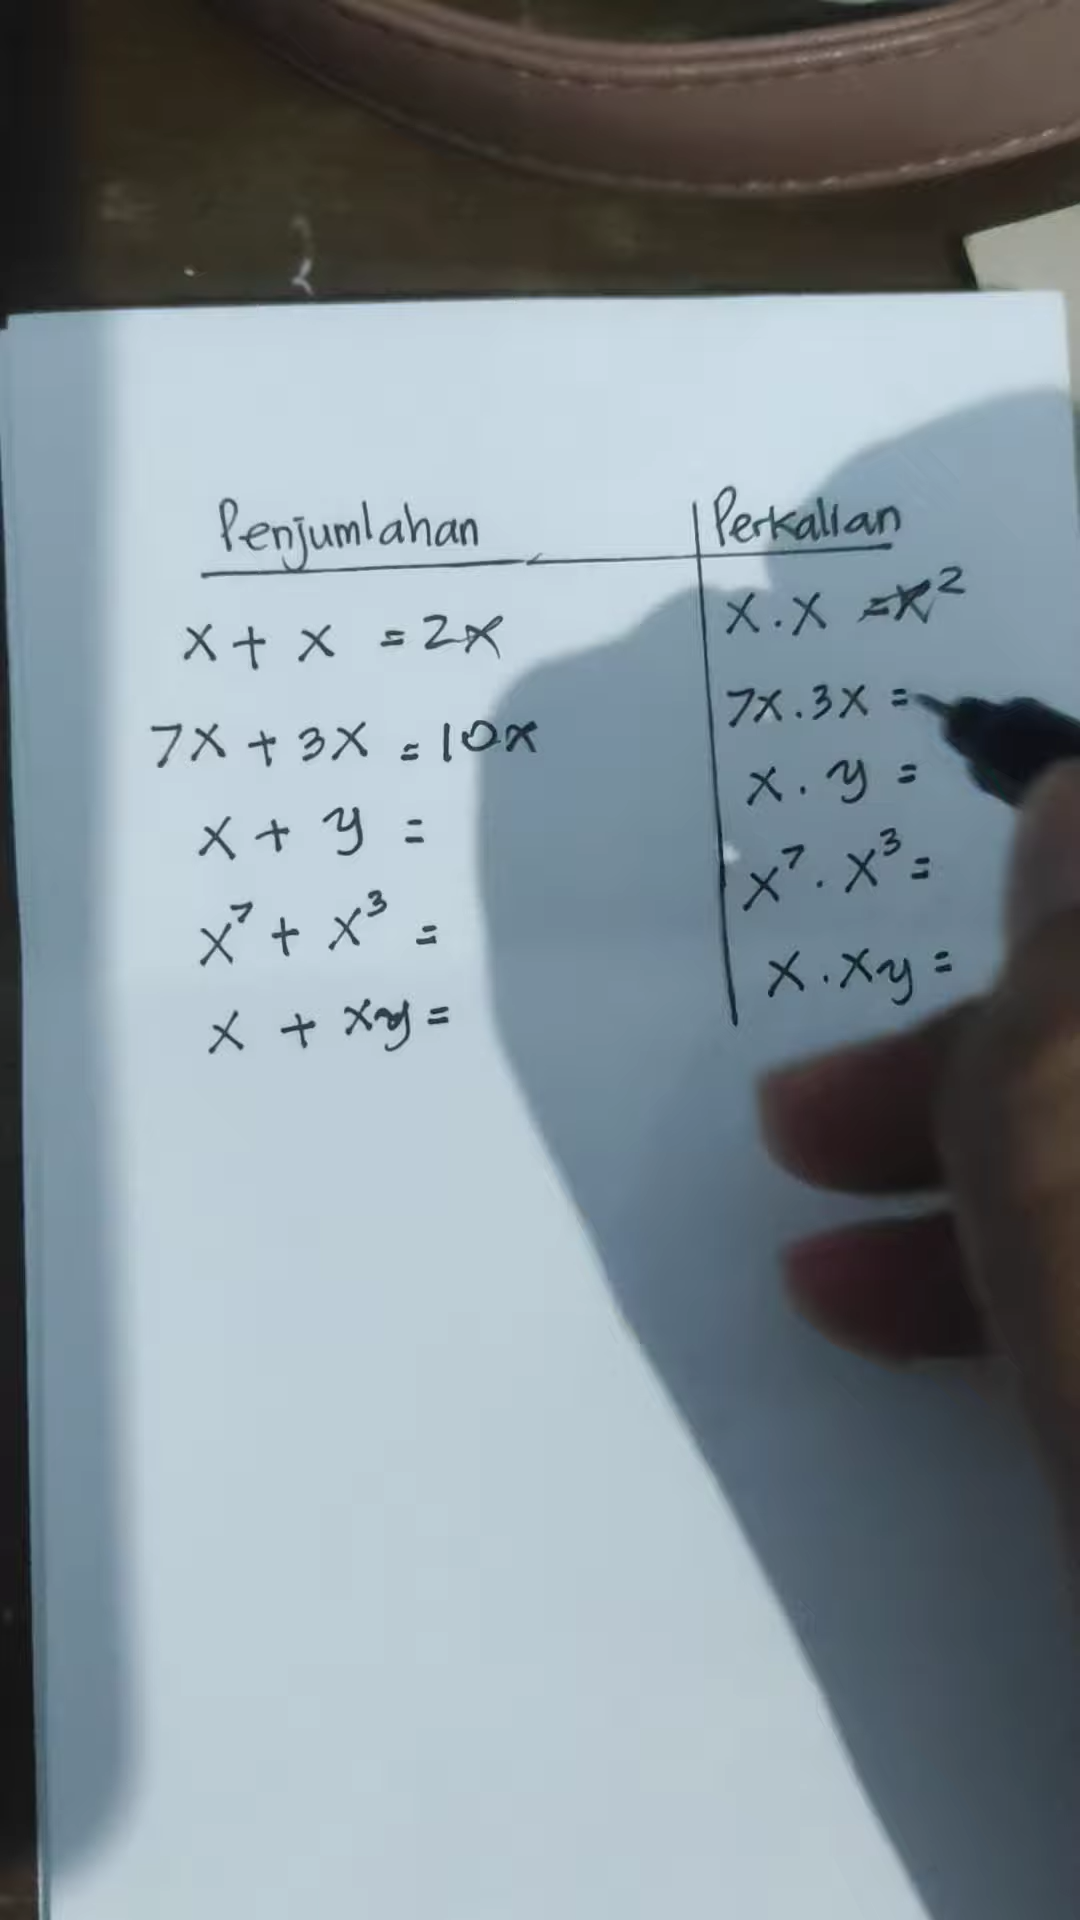 Penjumlahan | Perkalian
x + x = 2x | x . x = x²
7x + 3x = 10x | 7x . 3x =
x + y = | x . y =
x⁷ + x³ = | x⁷ . x³ =
x + xy = | x . xy =